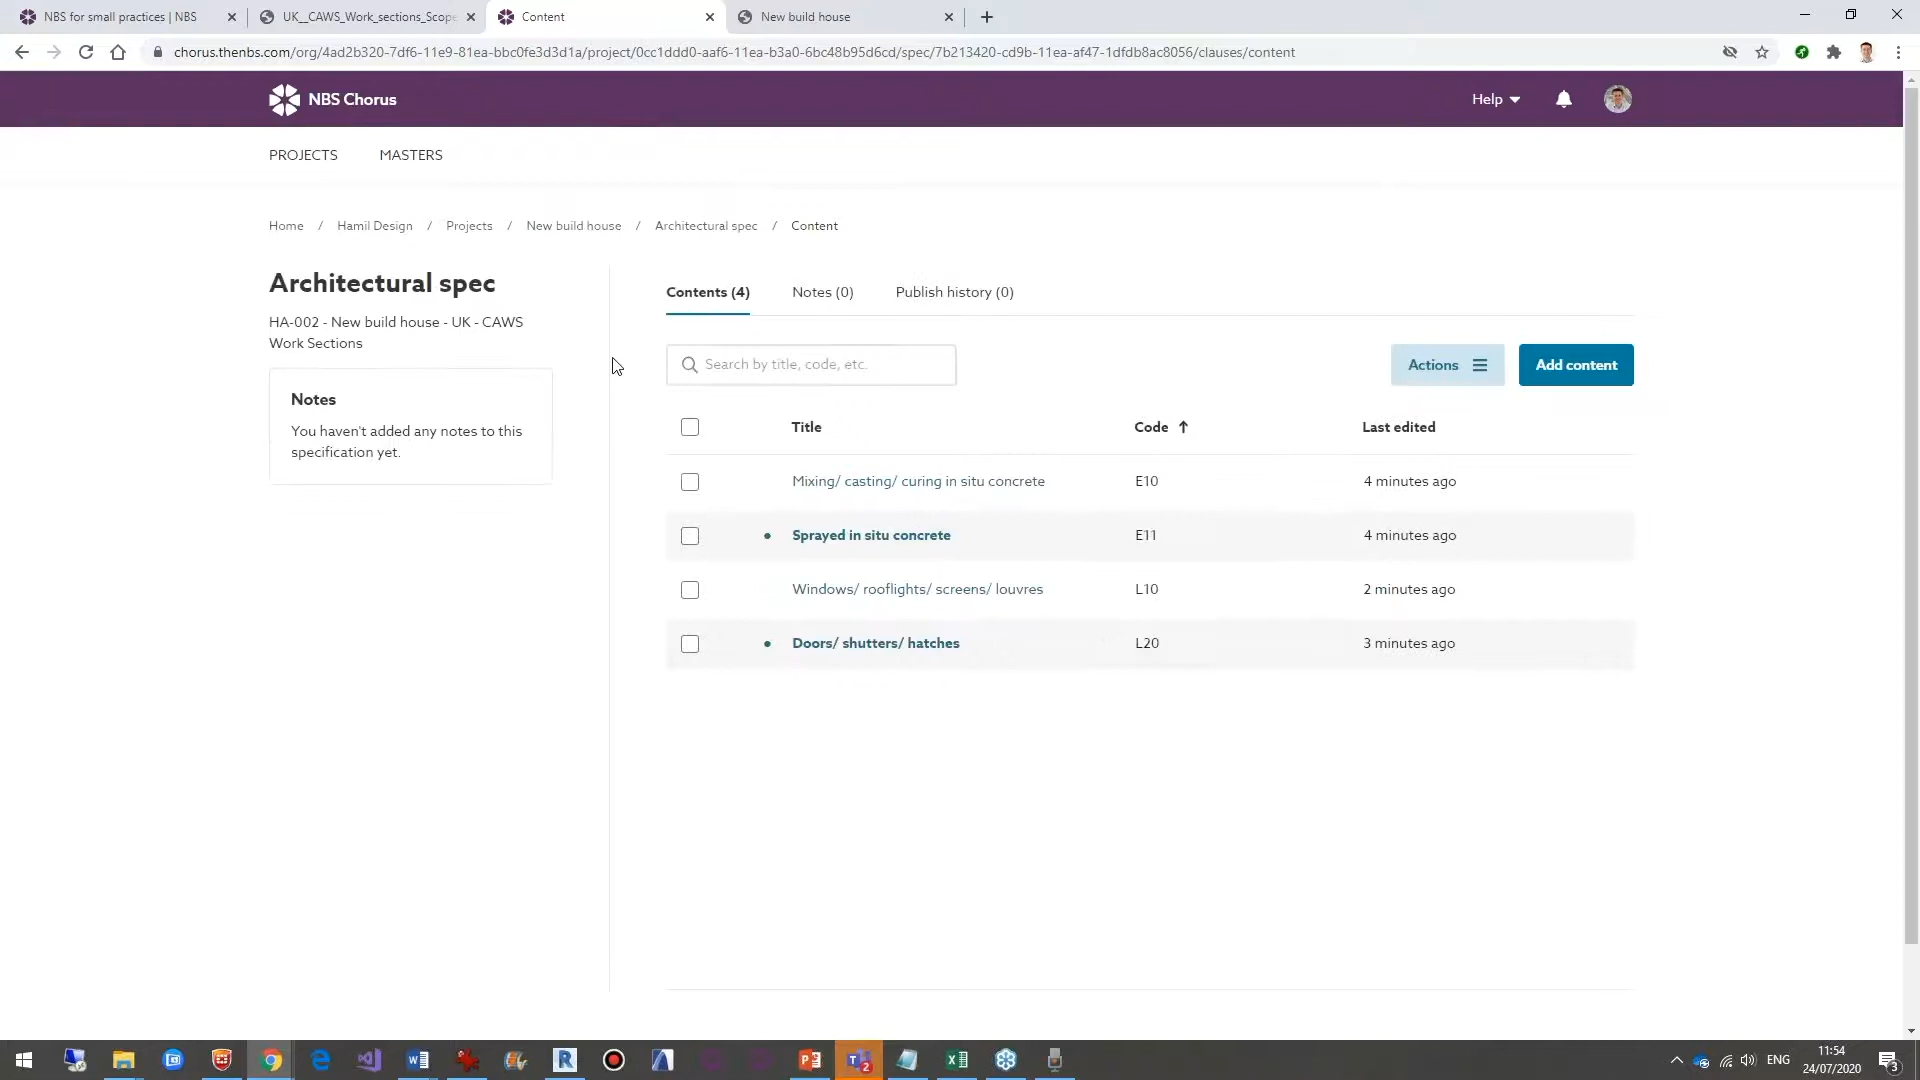 NBS for small practices | NBS
UK__CAWS_Work_sections_Scope
Content
New build house
chorus.thenbs.com/org/4ad2b320-7df6-11e9-81ea-bbc0fe3d3d1a/project/0cc1ddd0-aaf6-11ea-b3a0-6bc48b95d6cd/spec/7b213420-cd9b-11ea-af47-1dfdb8ac8056/clauses/content
NBS Chorus
Help
PROJECTS
MASTERS
Home / Hamil Design / Projects / New build house / Architectural spec / Content
Architectural spec
HA-002 - New build house - UK - CAWS
Work Sections
Notes
You haven't added any notes to this
specification yet.
Contents (4)
Notes (0)
Publish history (0)
Search by title, code, etc.
Actions
Add content
Title
Code
Last edited
Mixing/ casting/ curing in situ concrete
E10
4 minutes ago
Sprayed in situ concrete
E11
4 minutes ago
Windows/ rooflights/ screens/ louvres
L10
2 minutes ago
Doors/ shutters/ hatches
L20
3 minutes ago
ENG
11:54
24/07/2020